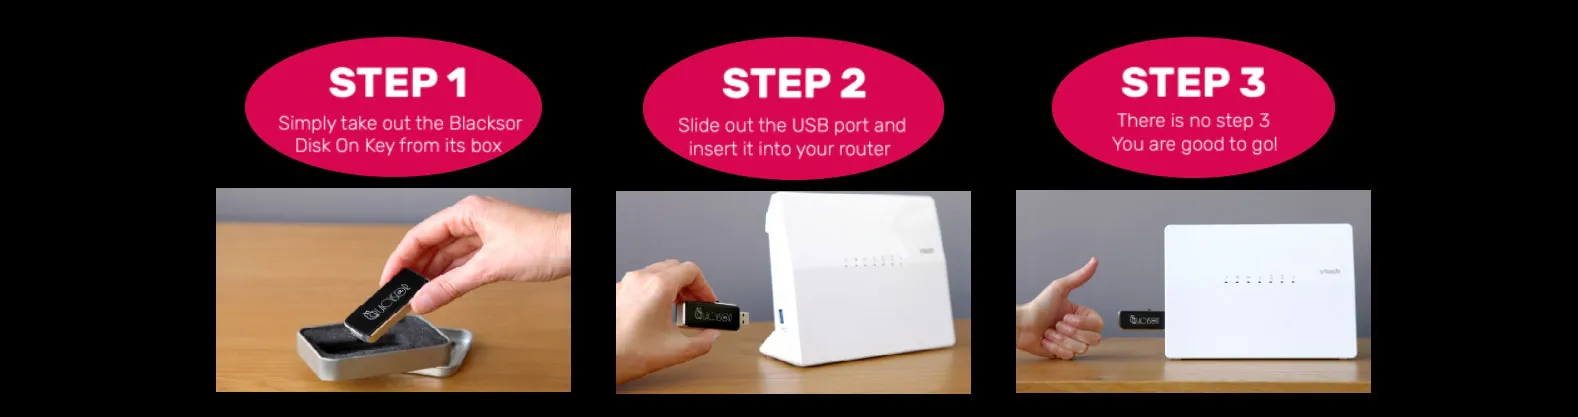 STEP 1
Simply take out the Blacksor
Disk On Key from its box
STEP 2
Slide out the USB port and
insert it into your router
STEP 3
There is no step 3
You are good to go!
vtech